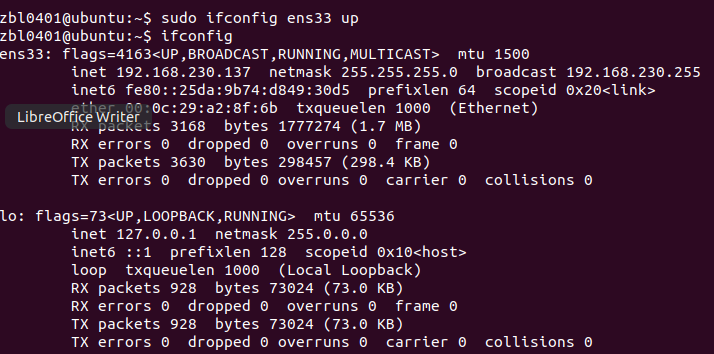 zbl0401@ubuntu:~$ sudo ifconfig ens33 up
zbl0401@ubuntu:~$ ifconfig
ens33: flags=4163<UP,BROADCAST,RUNNING,MULTICAST>  mtu 1500
        inet 192.168.230.137  netmask 255.255.255.0  broadcast 192.168.230.255
        inet6 fe80::25da:9b74:d849:30d5  prefixlen 64  scopeid 0x20<link>
        ether 00:0c:29:a2:8f:6b  txqueuelen 1000  (Ethernet)
LibreOffice Writer
        RX packets 3168  bytes 1777274 (1.7 MB)
        RX errors 0  dropped 0  overruns 0  frame 0
        TX packets 3630  bytes 298457 (298.4 KB)
        TX errors 0  dropped 0 overruns 0  carrier 0  collisions 0

lo: flags=73<UP,LOOPBACK,RUNNING>  mtu 65536
        inet 127.0.0.1  netmask 255.0.0.0
        inet6 ::1  prefixlen 128  scopeid 0x10<host>
        loop  txqueuelen 1000  (Local Loopback)
        RX packets 928  bytes 73024 (73.0 KB)
        RX errors 0  dropped 0  overruns 0  frame 0
        TX packets 928  bytes 73024 (73.0 KB)
        TX errors 0  dropped 0 overruns 0  carrier 0  collisions 0